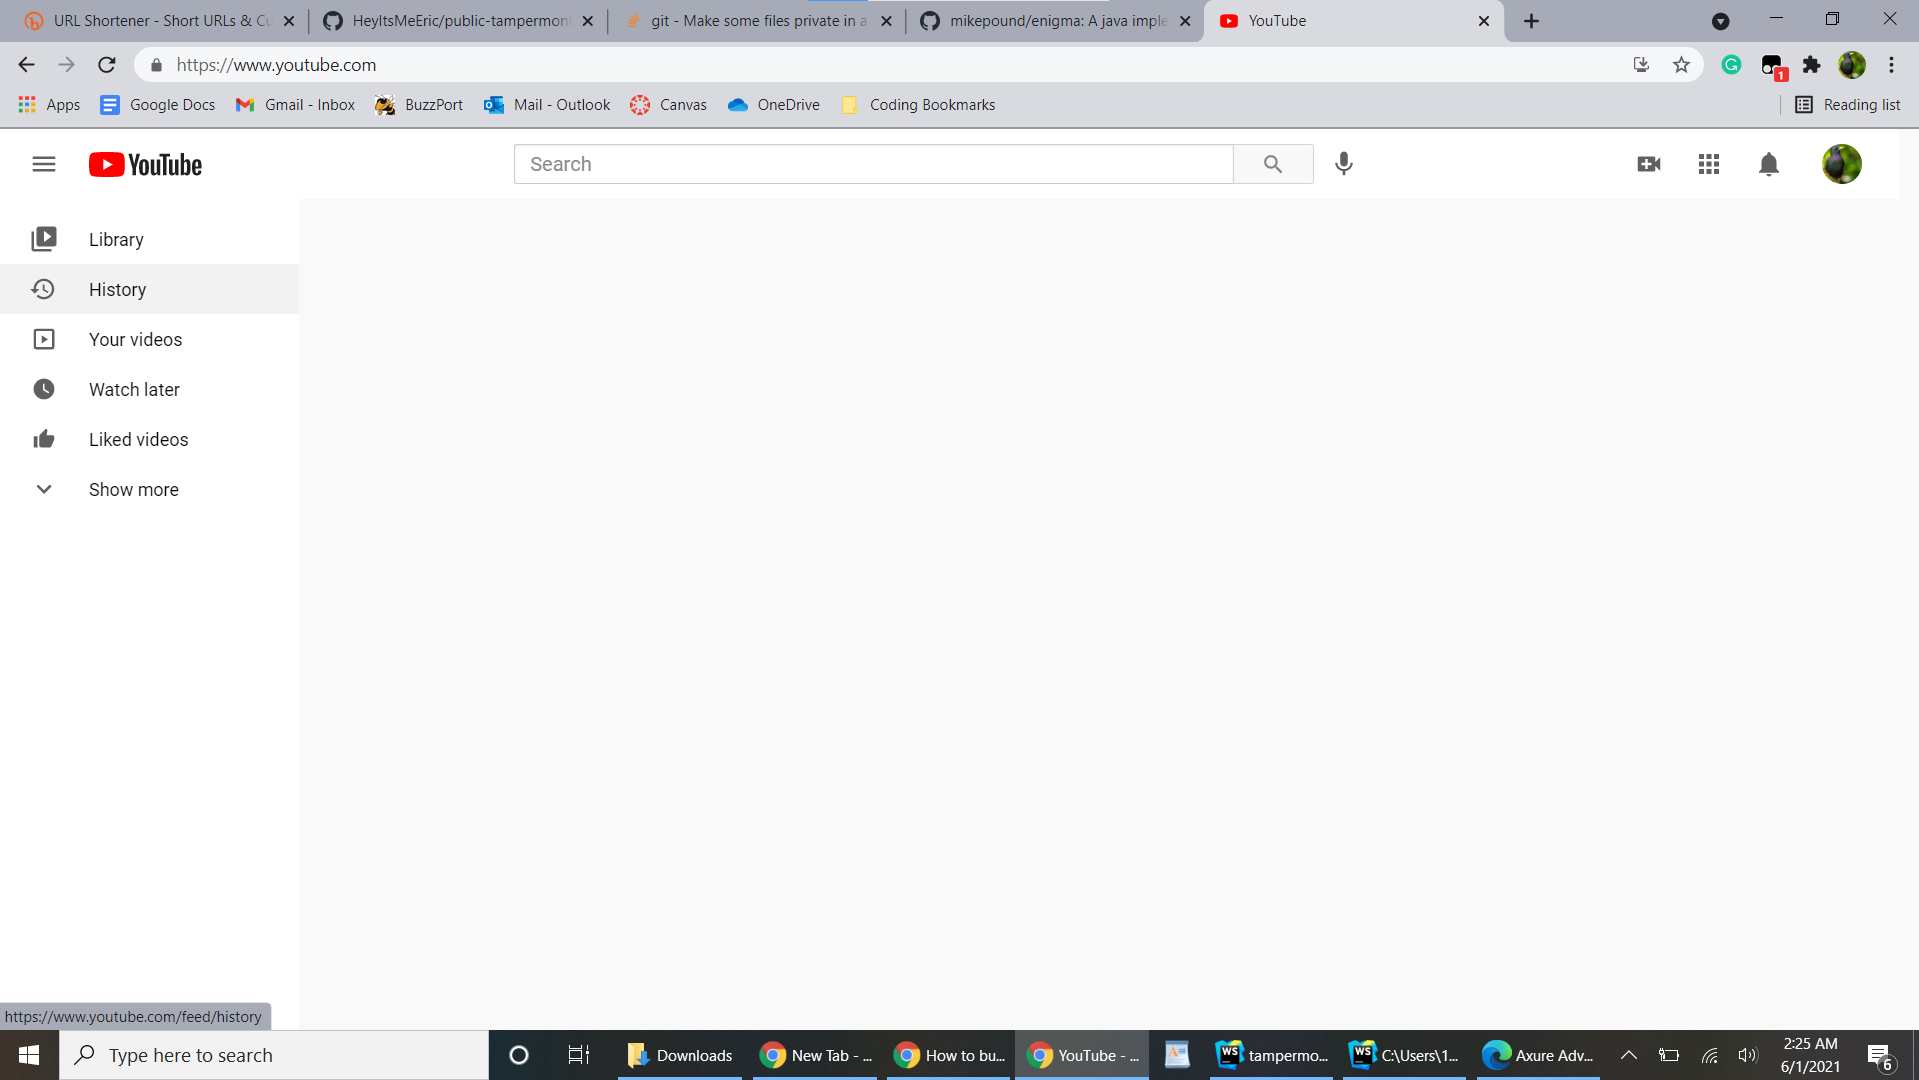 URL Shortener - Short URLs & Cu
HeyItsMeEric/public-tampermon
git - Make some files private in a
mikepound/enigma: A java imple
YouTube
https://www.youtube.com
1
Apps
Google Docs
Gmail - Inbox
BuzzPort
Mail - Outlook
Canvas
OneDrive
Coding Bookmarks
Reading list
YouTube
Search
Library
History
Your videos
Watch later
Liked videos
Show more
https://www.youtube.com/feed/history
Type here to search
Downloads
New Tab - ...
How to bu...
YouTube - ...
WS
tampermo...
WS
C:\Users\1...
Axure Adv...
2:25 AM
6/1/2021
6